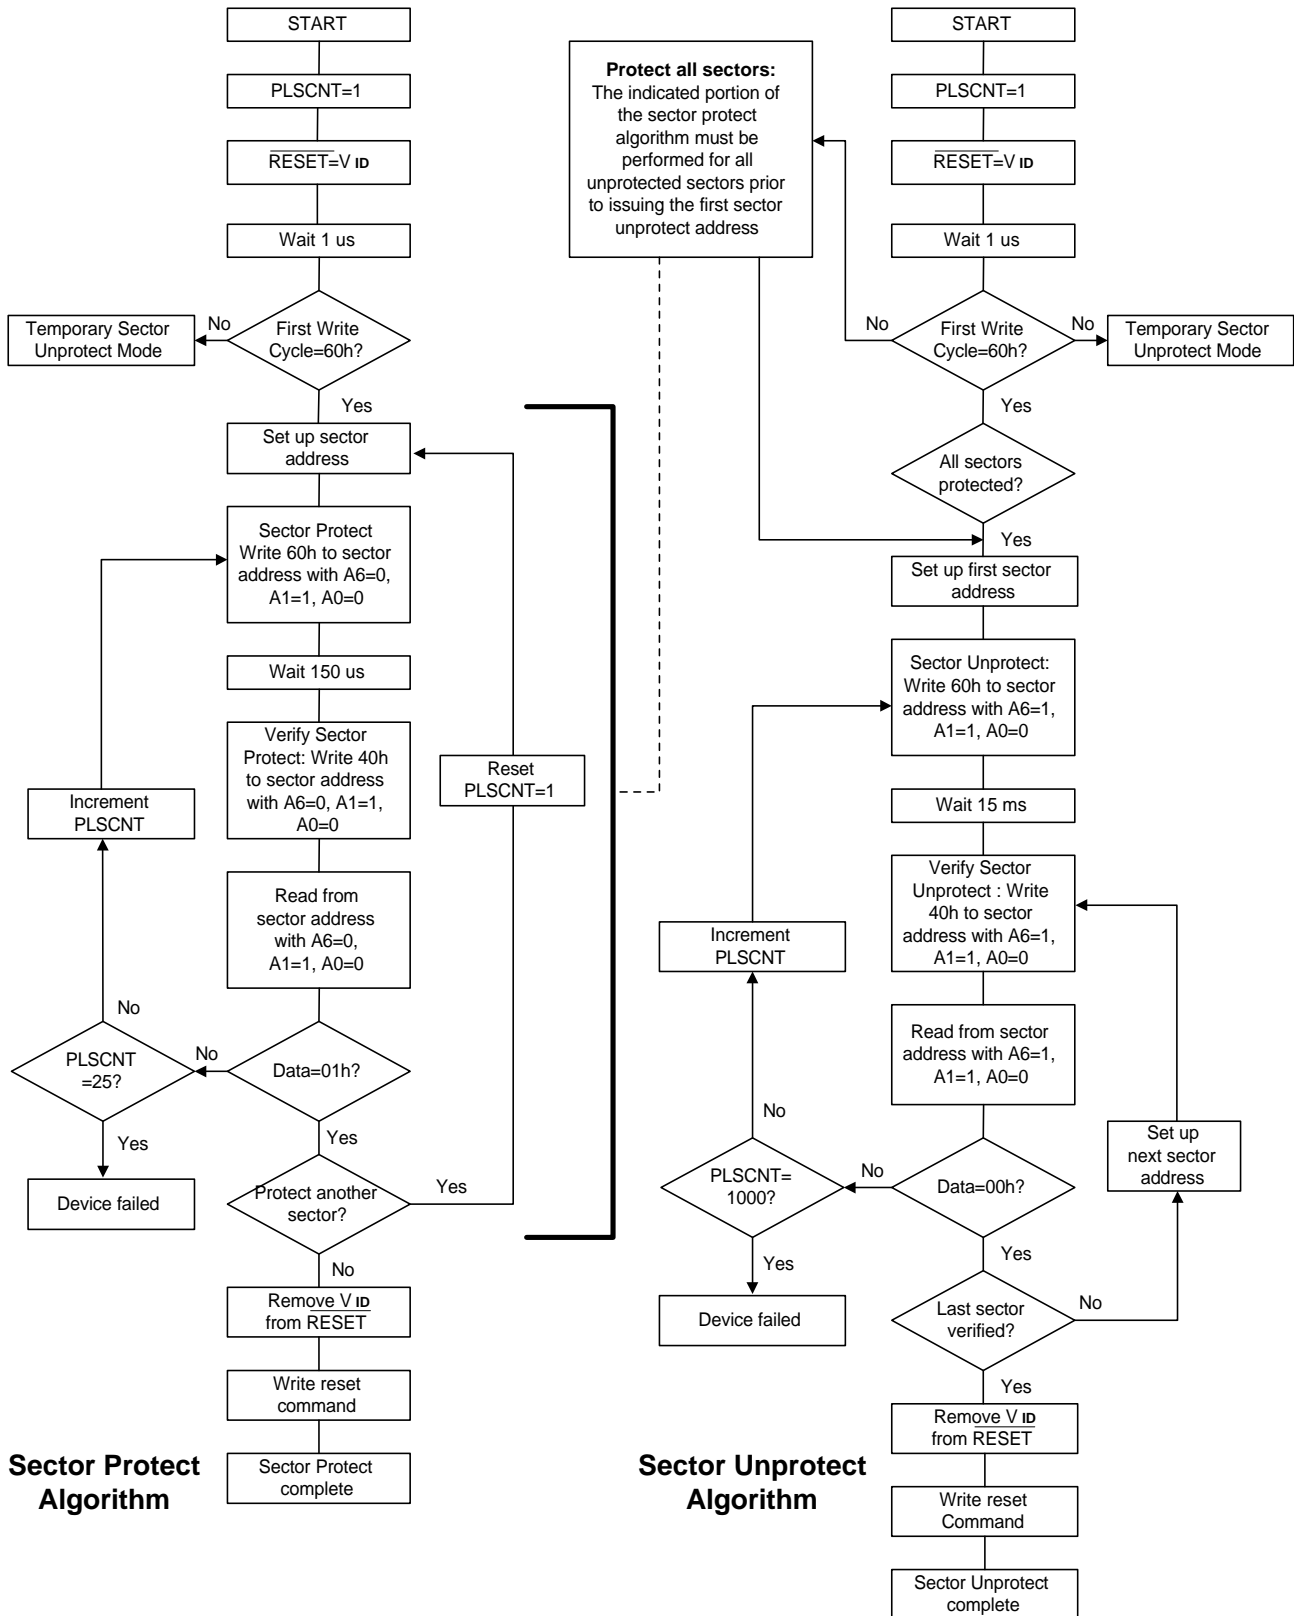 START
PLSCNT=1
RESET=V ID
Wait 1 us
First Write
Cycle=60h?
No
Temporary Sector
Unprotect Mode
Yes
Set up sector
address
Sector Protect
Write 60h to sector
address with A6=0,
A1=1, A0=0
Wait 150 us
Verify Sector
Protect: Write 40h
to sector address
with A6=0, A1=1,
A0=0
Reset
PLSCNT=1
Increment
PLSCNT
Read from
sector address
with A6=0,
A1=1, A0=0
No
PLSCNT
=25?
No
Data=01h?
Yes
Device failed
Yes
Protect another
sector?
Yes
No
Remove V ID
from RESET
Write reset
command
Sector Protect
complete
Sector Protect
Algorithm
Protect all sectors:
The indicated portion of
the sector protect
algorithm must be
performed for all
unprotected sectors prior
to issuing the first sector
unprotect address
START
PLSCNT=1
RESET=V ID
Wait 1 us
No
First Write
Cycle=60h?
No
Temporary Sector
Unprotect Mode
Yes
All sectors
protected?
Yes
Set up first sector
address
Sector Unprotect:
Write 60h to sector
address with A6=1,
A1=1, A0=0
Wait 15 ms
Verify Sector
Unprotect : Write
40h to sector
address with A6=1,
A1=1, A0=0
Increment
PLSCNT
Read from sector
address with A6=1,
A1=1, A0=0
No
PLSCNT=
1000?
No
Data=00h?
Set up
next sector
address
Yes
Device failed
Yes
Last sector
verified?
No
Yes
Remove V ID
from RESET
Write reset
Command
Sector Unprotect
complete
Sector Unprotect
Algorithm